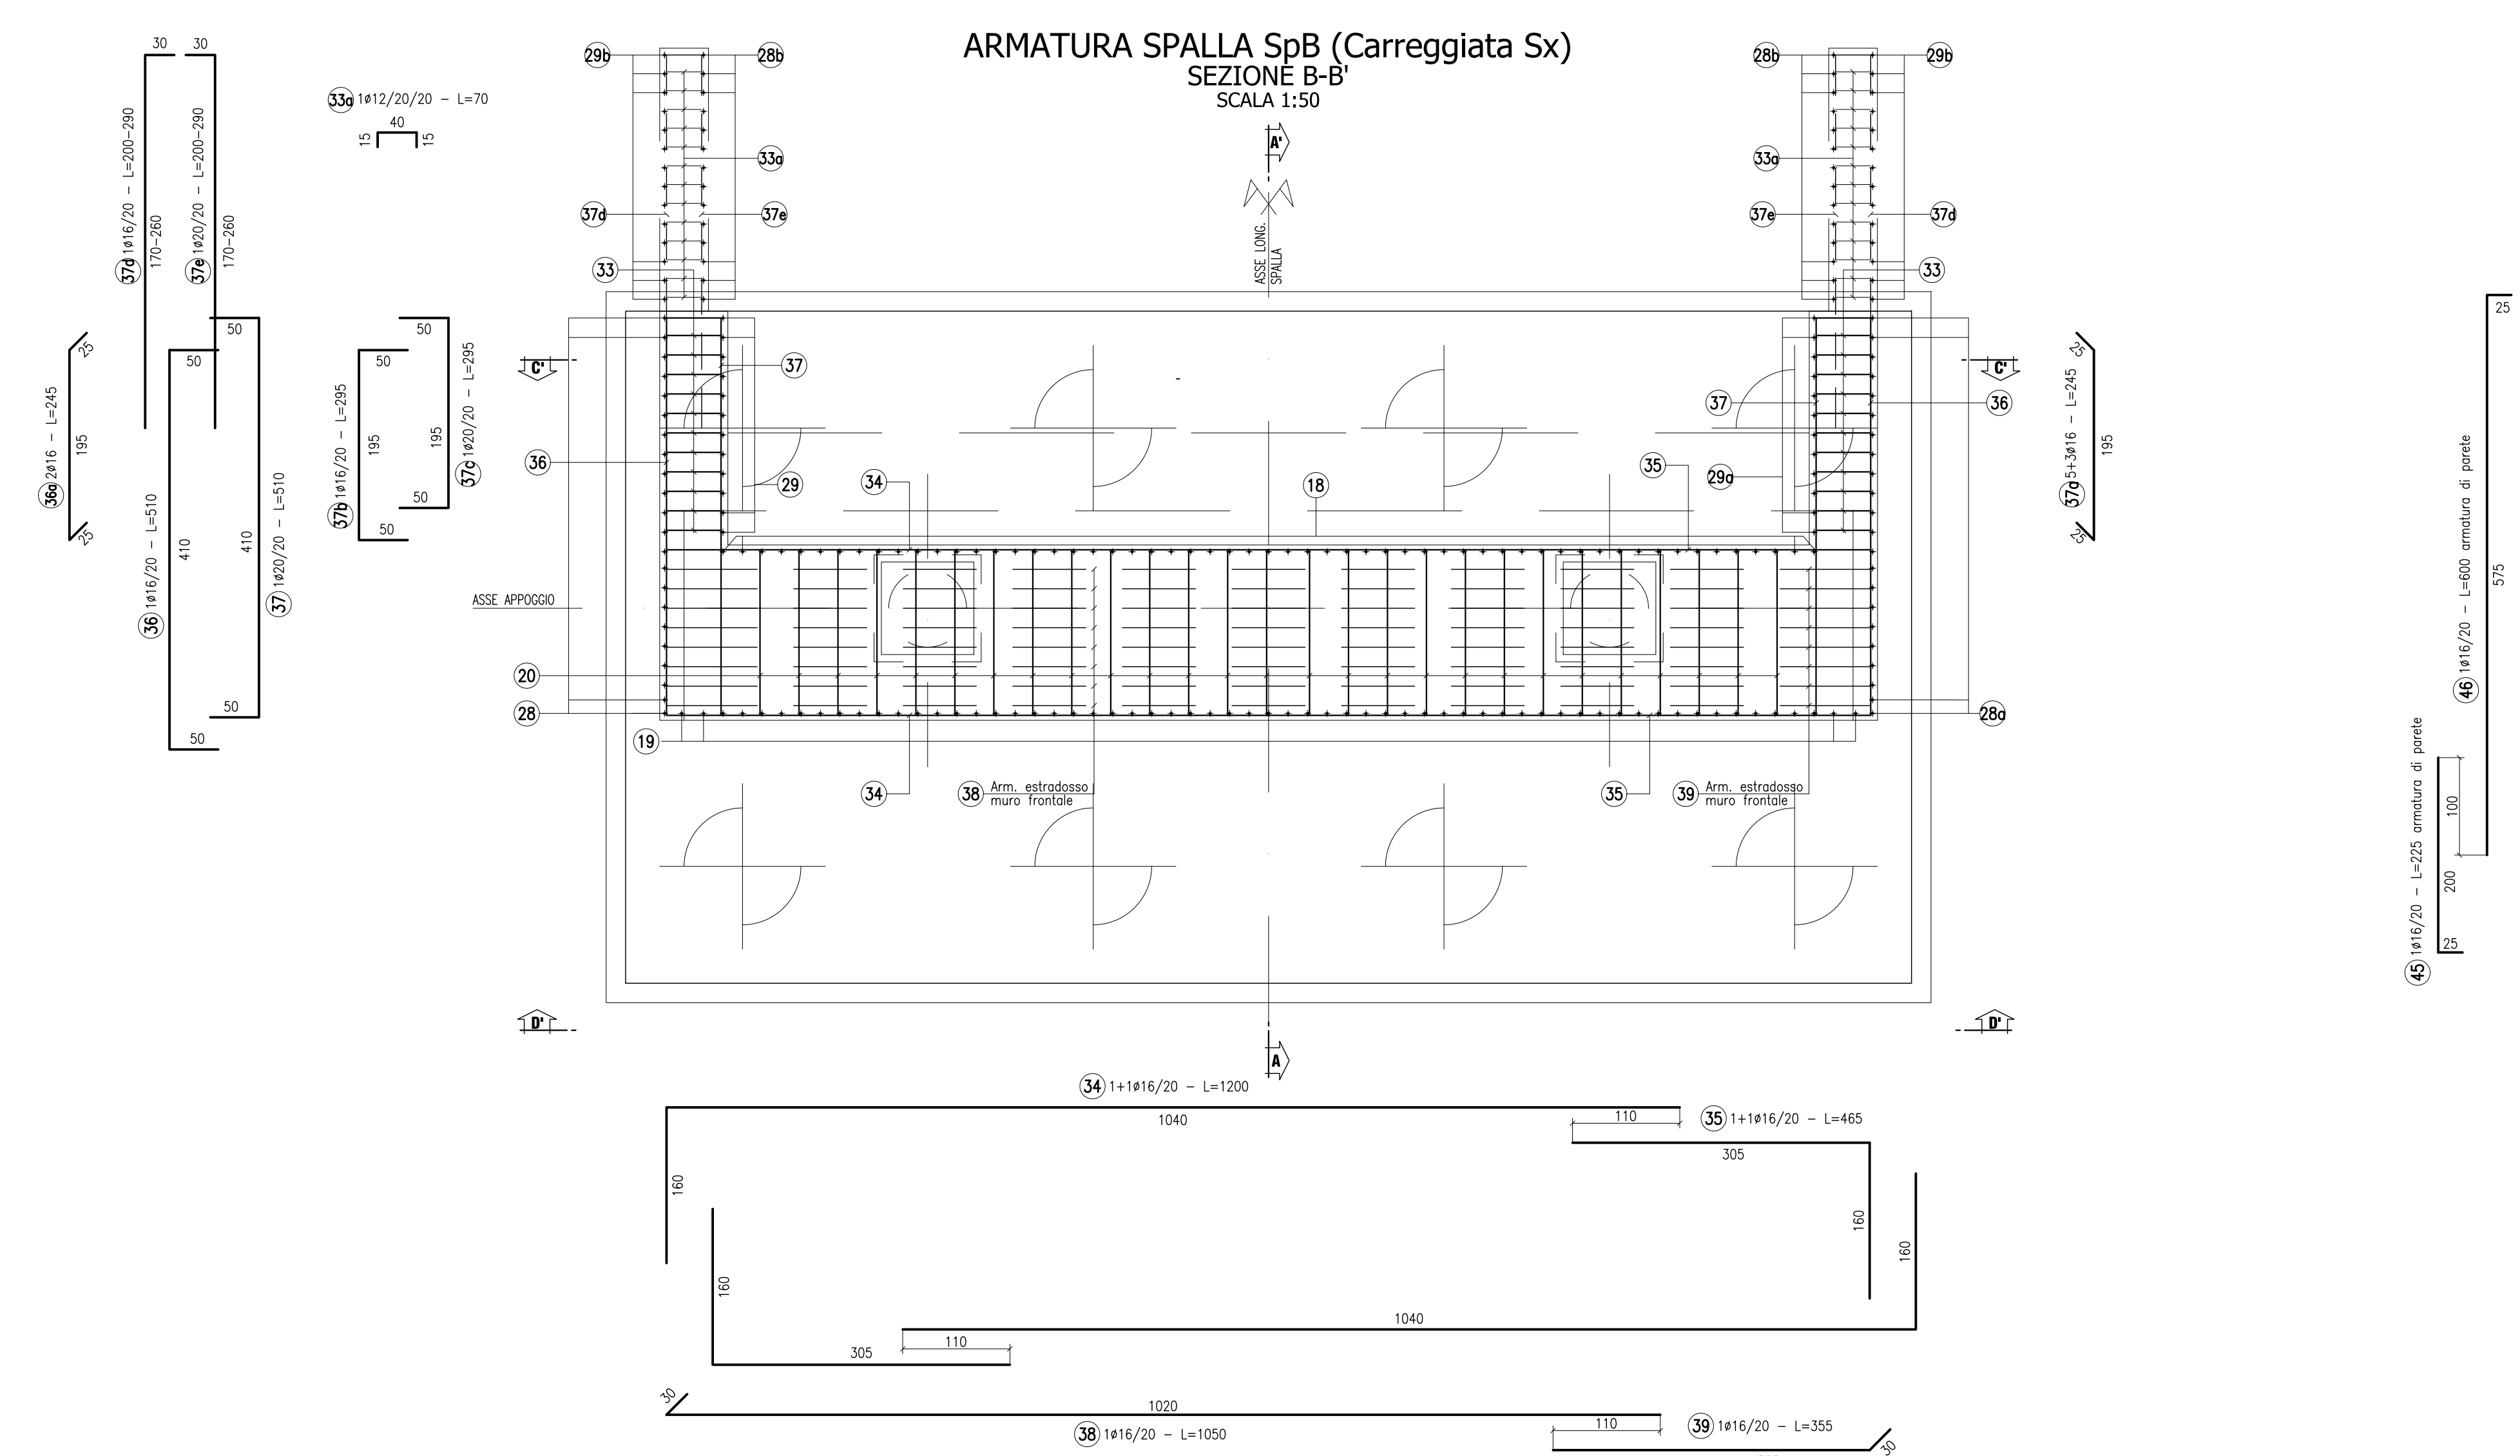 ARMATURA SPALLA SpB (Carreggiata Sx)
SEZIONE B-B'
SCALA 1:50
30
30
37d 1ø16/20 - L=200-290
170-260
37e 1ø20/20 - L=200-290
170-260
33a 1ø12/20/20 - L=70
40
15
15
36a 2ø16 - L=245
25
195
25
36 1ø16/20 - L=510
50
410
50
37 1ø20/20 - L=510
50
410
50
37b 1ø16/20 - L=295
50
195
50
37c 1ø20/20 - L=295
50
195
50
29b
28b
28b
29b
A'
33a
33a
37d
37e
37e
37d
ASSE LONG.
SPALLA
33
33
C'
C'
37
37
36
36
29
34
18
35
29a
ASSE APPOGGIO
20
28
28a
19
34
38 Arm. estradosso
muro frontale
35
39 Arm. estradosso
muro frontale
D'
D'
A
37a 5+3ø16 - L=245
25
195
25
46 1ø16/20 - L=600 armatura di parete
25
575
45 1ø16/20 - L=225 armatura di parete
100
200
25
34 1+1ø16/20 - L=1200
1040
160
110
35 1+1ø16/20 - L=465
305
160
160
160
1040
110
305
30
1020
38 1ø16/20 - L=1050
110
39 1ø16/20 - L=355
30